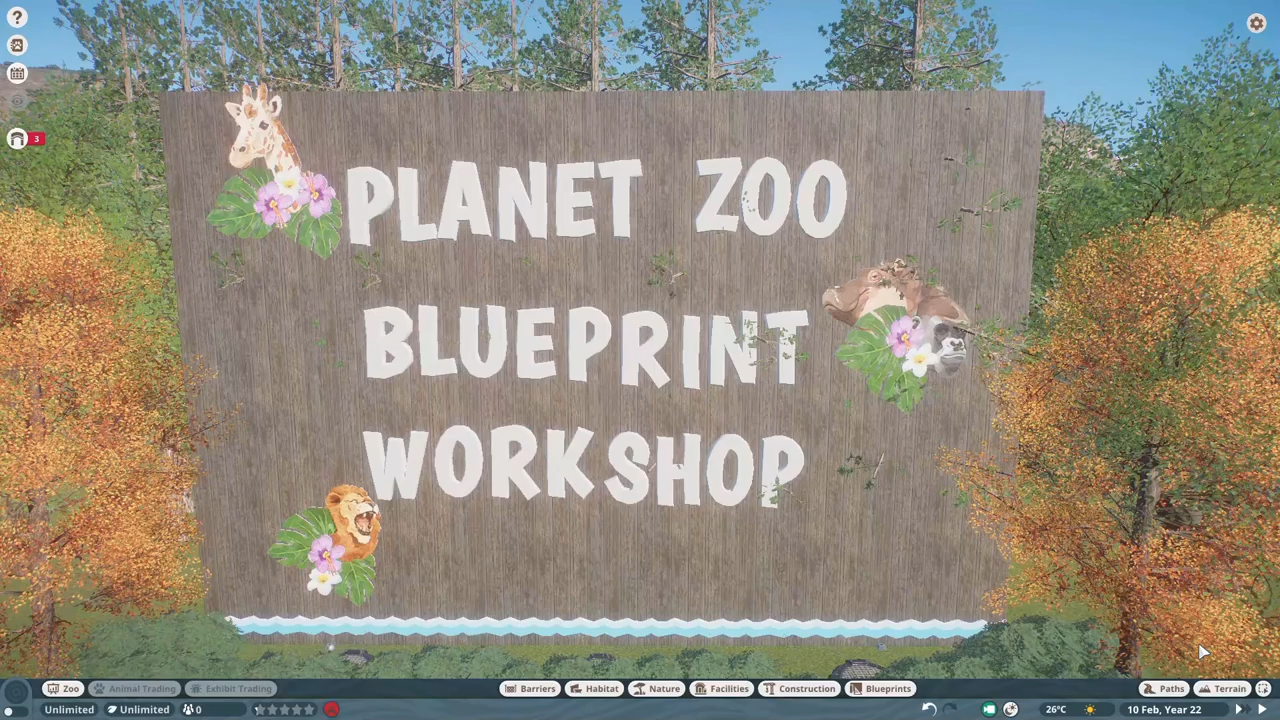 ?
3
PLANET ZOO
BLUEPRINT
WORKSHOP
Zoo Animal Trading Exhibit Trading Barriers Habitat Nature Facilities Construction Blueprints Paths Terrain
Unlimited Unlimited 0 26°C 10 Feb, Year 22